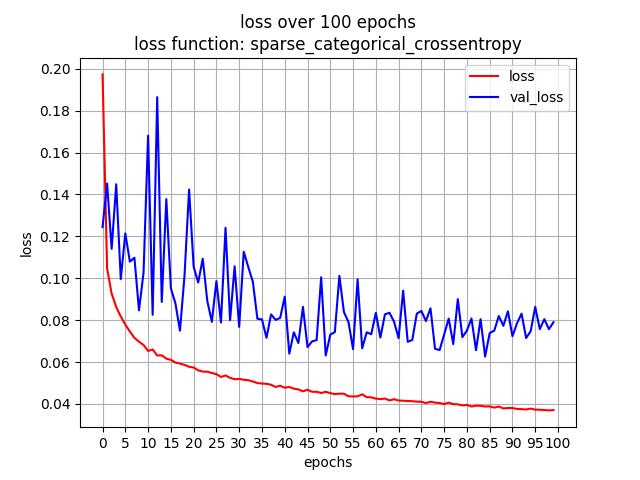 loss over 100 epochs
loss function: sparse_categorical_crossentropy
loss
val_loss
0.20
0.18
0.16
0.14
0.12
0.10
0.08
0.06
0.04
loss
0 5 10 15 20 25 30 35 40 45 50 55 60 65 70 75 80 85 90 95 100
epochs